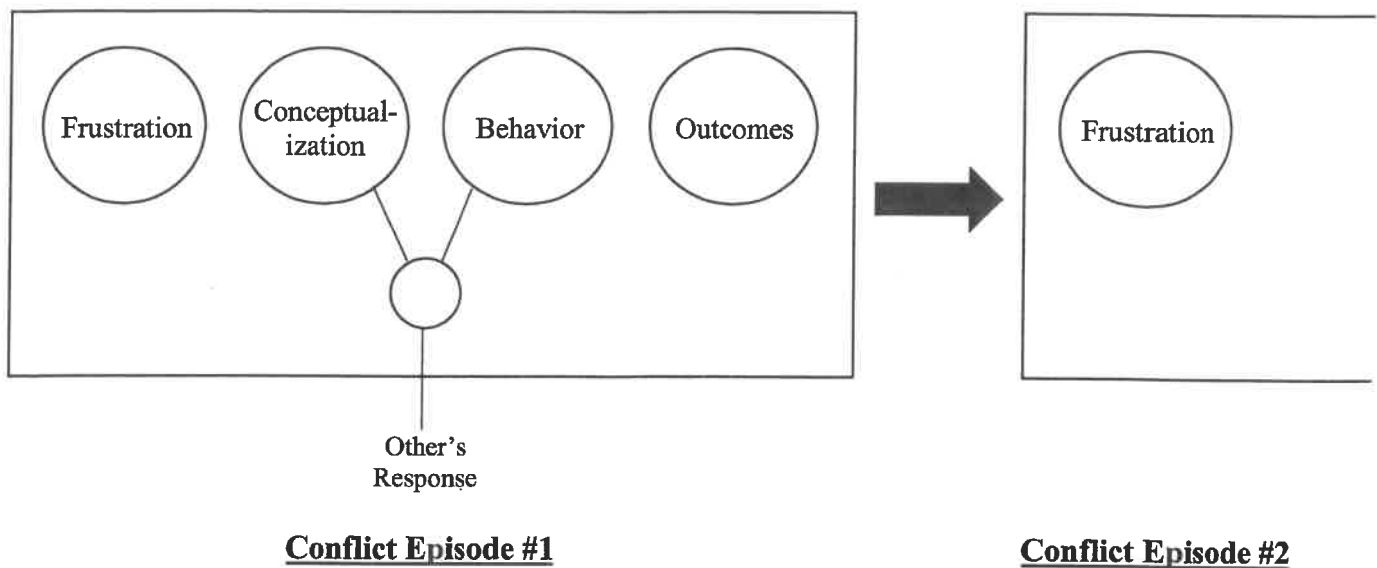 Frustration
Conceptual-
ization
Behavior
Outcomes
Frustration
Other's
Response
Conflict Episode #1
Conflict Episode #2